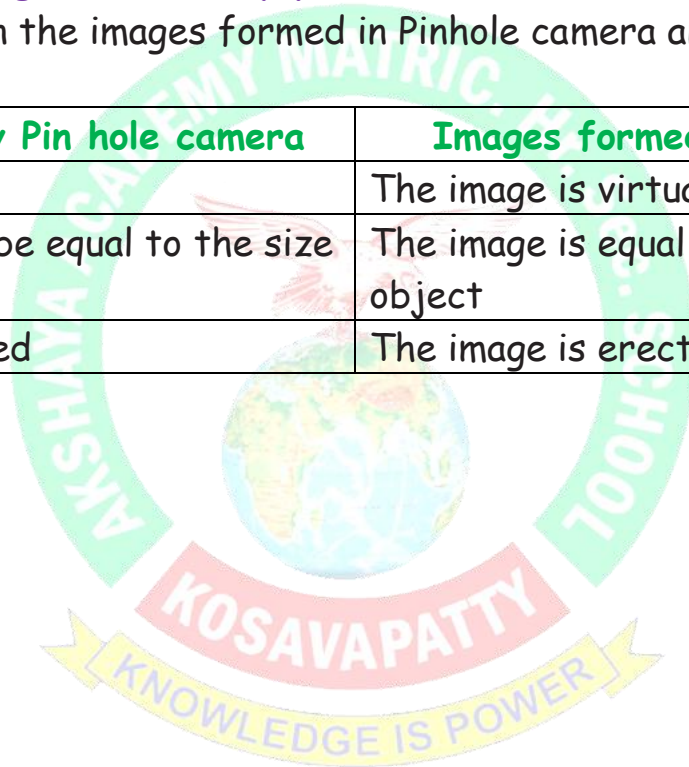 n the images formed in Pinhole camera a
y Pin hole camera
Images forme
The image is virtu
be equal to the size
The image is equal
object
ed
The image is erect
AKSHAYA ACADEMY MATRIC. H. Sec. SCHOOL
KOSAVAPATTY
KNOWLEDGE IS POWER